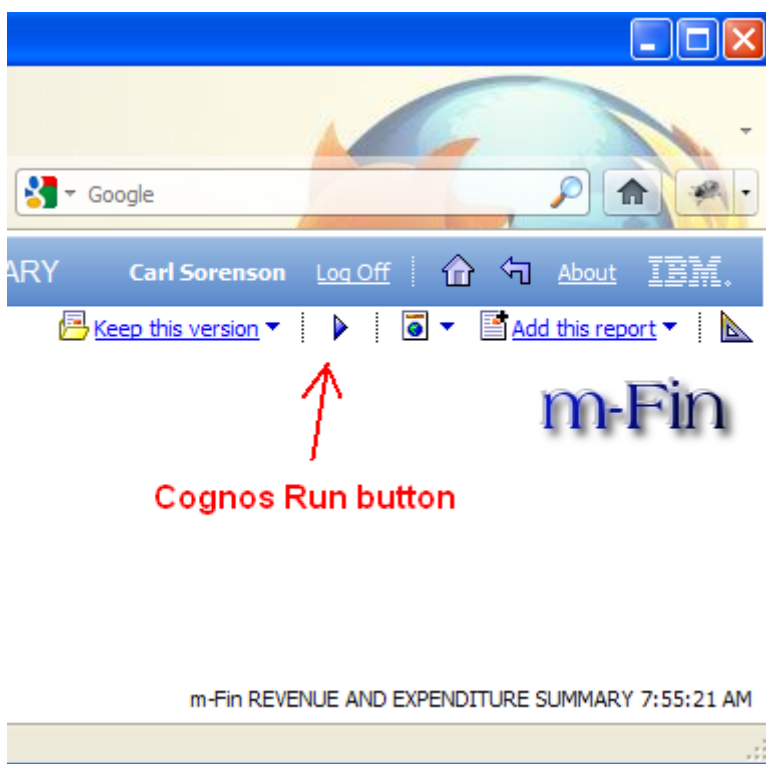 Google
ARY Carl Sorenson Log Off About IBM.
Keep this version Add this report
m-Fin
Cognos Run button
m-Fin REVENUE AND EXPENDITURE SUMMARY 7:55:21 AM